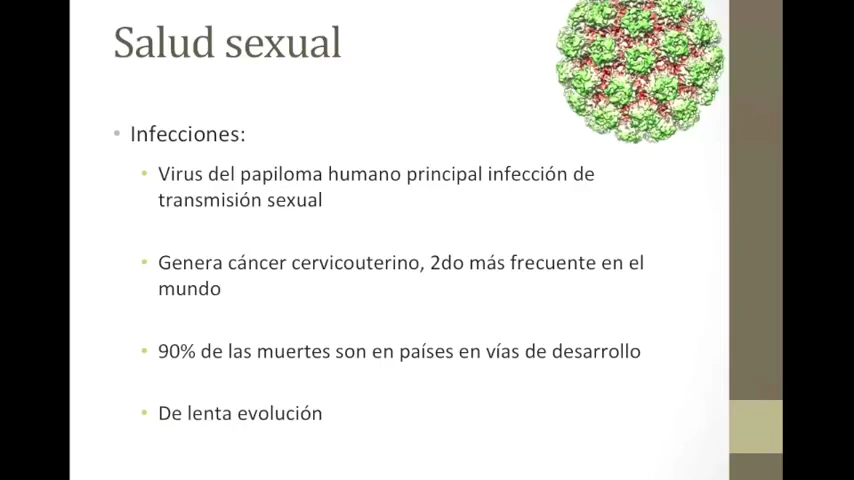 Salud sexual
• Infecciones:
• Virus del papiloma humano principal infección de
transmisión sexual
• Genera cáncer cervicouterino, 2do más frecuente en el
mundo
• 90% de las muertes son en países en vías de desarrollo
• De lenta evolución